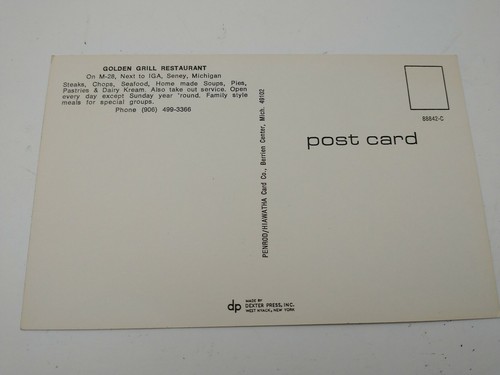 GOLDEN GRILL RESTAURANT
On M-28, Next to IGA, Seney, Michigan
Steaks, Chops, Seafood, Home made Soups, Pies,
Pastries & Dairy Kream. Also take out service. Open
every day except Sunday year 'round. Family style
meals for special groups.
Phone (906) 499-3366
PENROD/HIAWATHA Card Co., Berrien Center, Mich. 49102
88842-C
post card
dp
MADE BY
DEXTER PRESS, INC.
WEST NYACK, NEW YORK